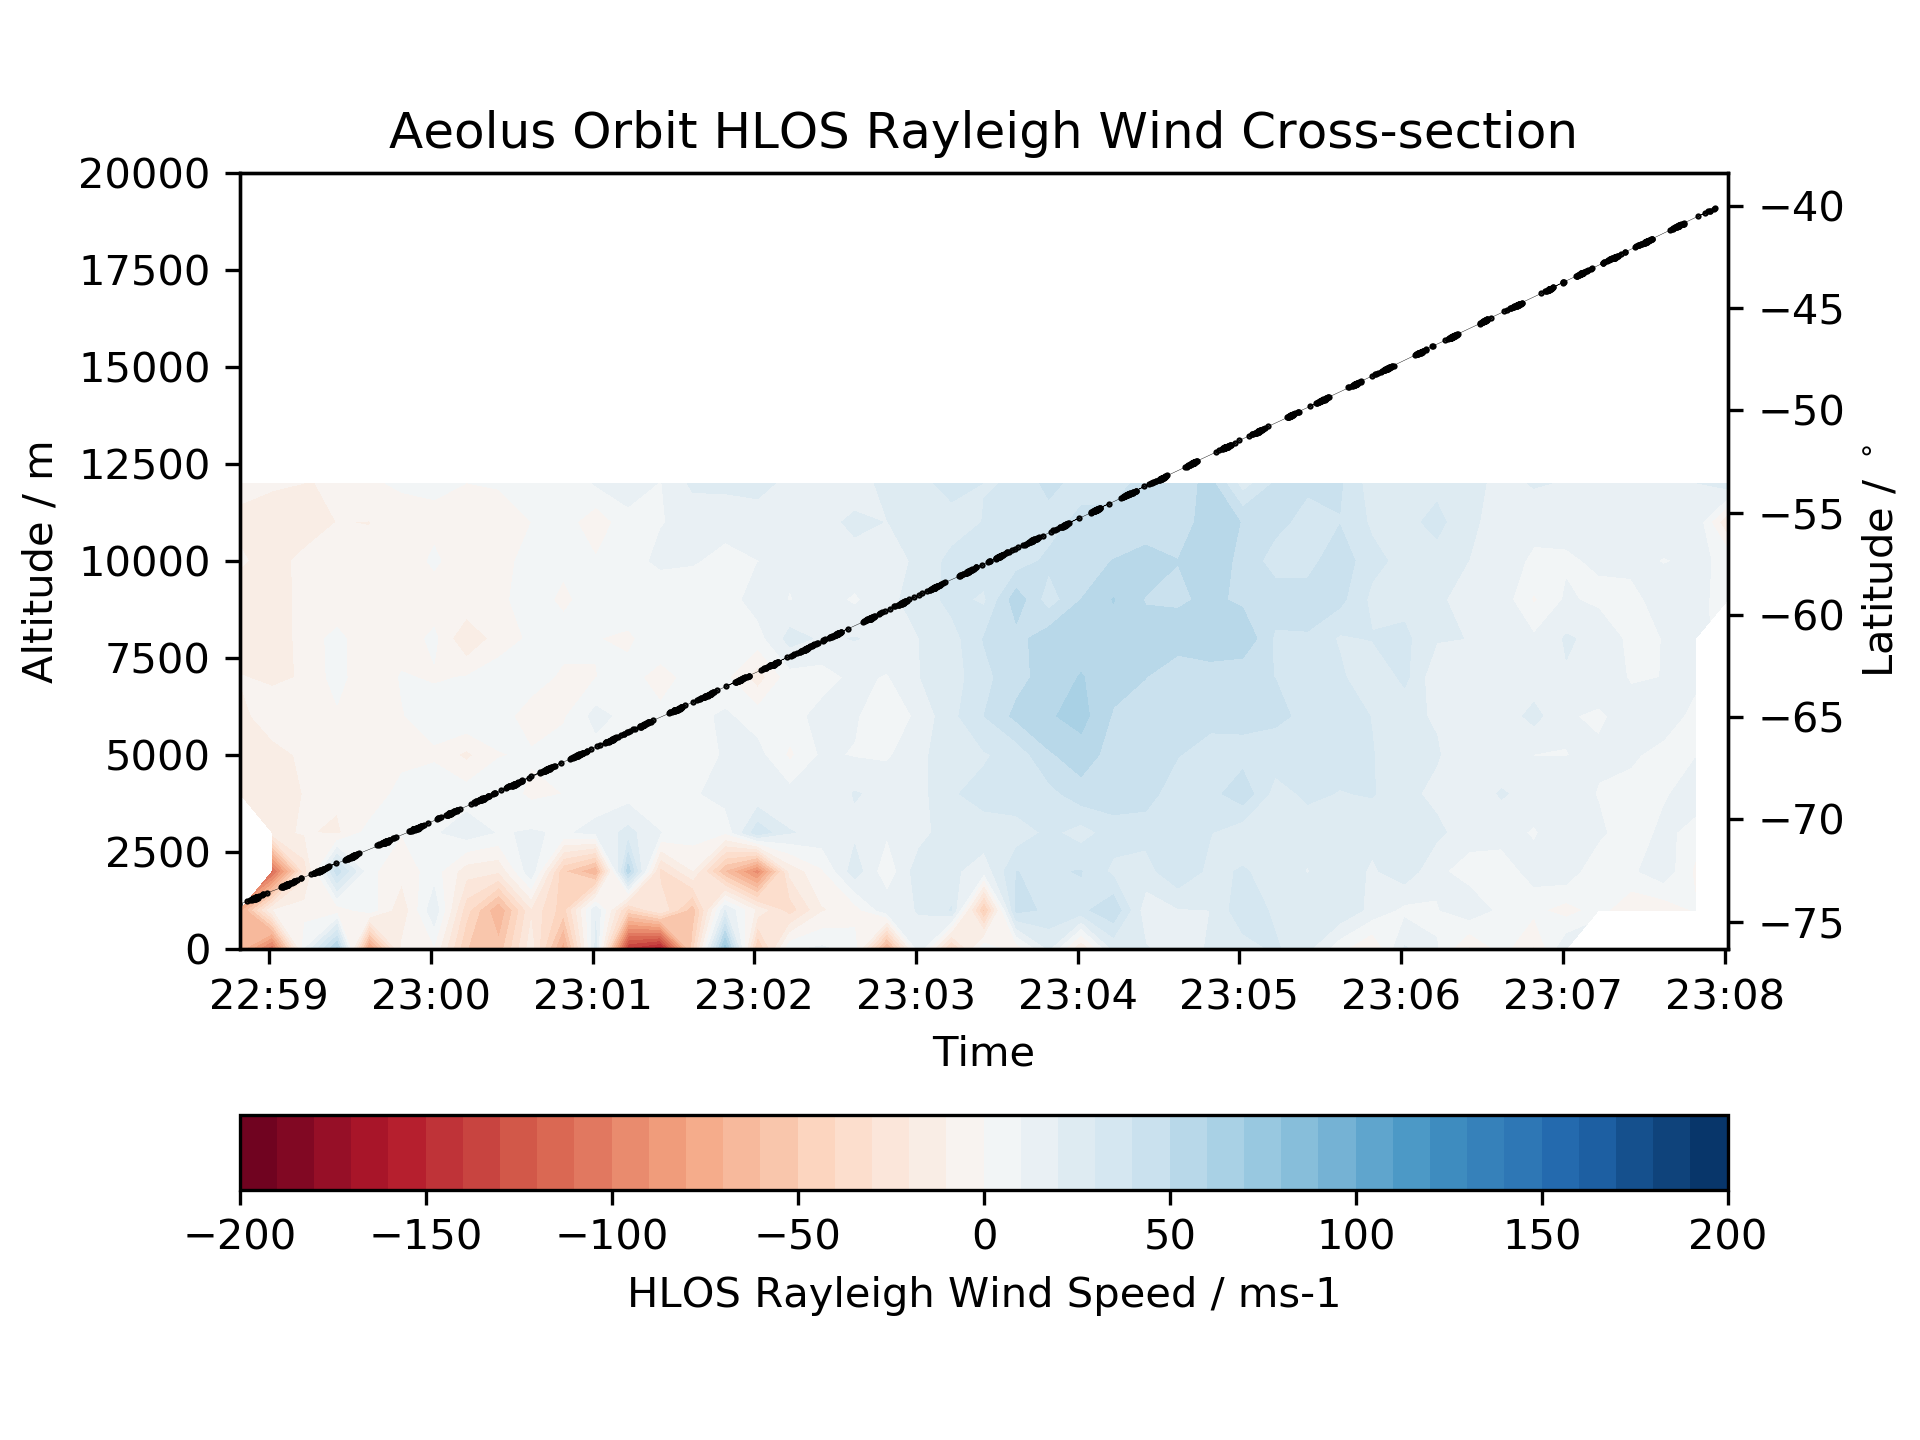 Aeolus Orbit HLOS Rayleigh Wind Cross-section
20000
17500
15000
12500
10000
7500
5000
2500
0
Altitude / m
−40
−45
−50
−55
−60
−65
−70
−75
Latitude / °
22:59 23:00 23:01 23:02 23:03 23:04 23:05 23:06 23:07 23:08
Time
−200 −150 −100 −50 0 50 100 150 200
HLOS Rayleigh Wind Speed / ms-1